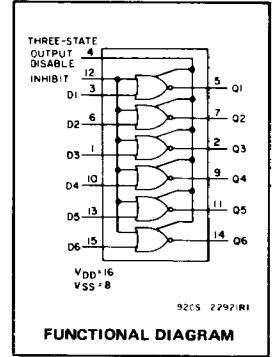 THREE-STATE
OUTPUT 4
DISABLE
INHIBIT 12
D1 3
5 Q1
D2 6
7 Q2
D3 1
2 Q3
D4 10
9 Q4
D5 13
11 Q5
D6 15
14 Q6
VDD=16
VSS=8
92CS 22921R1
FUNCTIONAL DIAGRAM